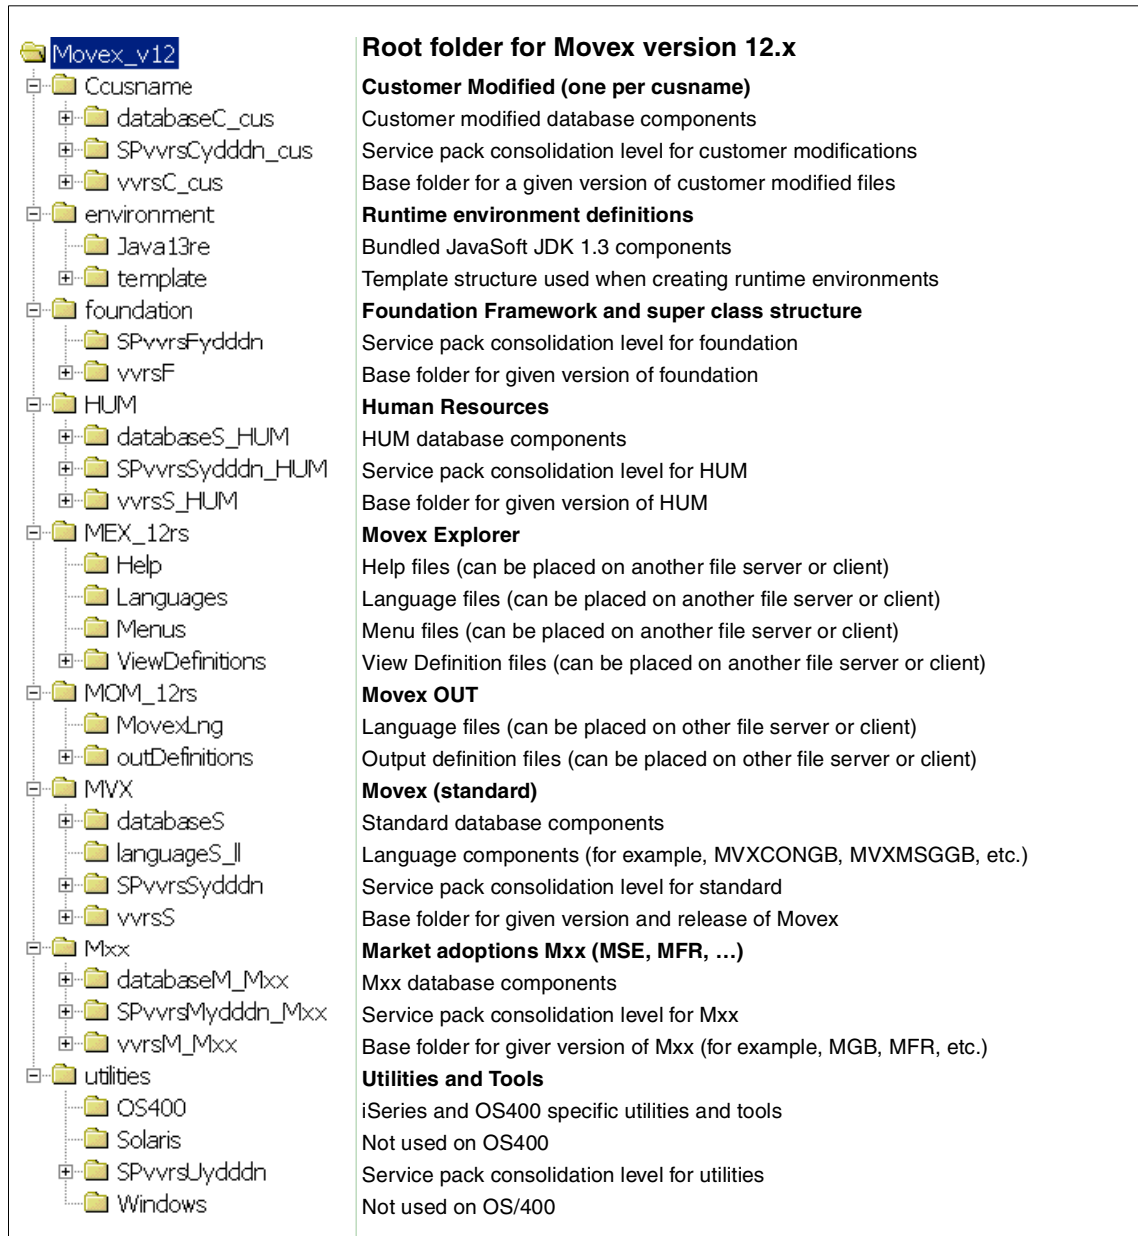 Movex_v12 Root folder for Movex version 12.x
Ccusname Customer Modified (one per cusname)
databaseC_cus Customer modified database components
SPvvrsCydddn_cus Service pack consolidation level for customer modifications
vvrsC_cus Base folder for a given version of customer modified files
environment Runtime environment definitions
Java13re Bundled JavaSoft JDK 1.3 components
template Template structure used when creating runtime environments
foundation Foundation Framework and super class structure
SPvvrsFydddn Service pack consolidation level for foundation
vvrsF Base folder for given version of foundation
HUM Human Resources
databaseS_HUM HUM database components
SPvvrsSydddn_HUM Service pack consolidation level for HUM
vvrsS_HUM Base folder for given version of HUM
MEX_12rs Movex Explorer
Help Help files (can be placed on another file server or client)
Languages Language files (can be placed on another file server or client)
Menus Menu files (can be placed on another file server or client)
ViewDefinitions View Definition files (can be placed on another file server or client)
MOM_12rs Movex OUT
MovexLng Language files (can be placed on other file server or client)
outDefinitions Output definition files (can be placed on other file server or client)
MVX Movex (standard)
databaseS Standard database components
languageS_ll Language components (for example, MVXCONGB, MVXMSGGB, etc.)
SPvvrsSydddn Service pack consolidation level for standard
vvrsS Base folder for given version and release of Movex
Mxx Market adoptions Mxx (MSE, MFR, …)
databaseM_Mxx Mxx database components
SPvvrsMydddn_Mxx Service pack consolidation level for Mxx
vvrsM_Mxx Base folder for giver version of Mxx (for example, MGB, MFR, etc.)
utilities Utilities and Tools
OS400 iSeries and OS400 specific utilities and tools
Solaris Not used on OS400
SPvvrsUydddn Service pack consolidation level for utilities
Windows Not used on OS/400